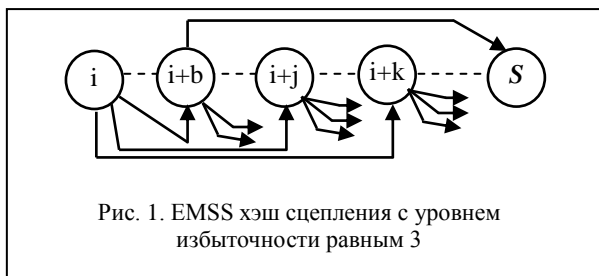 i i+b i+j i+k S
Рис. 1. EMSS хэш сцепления с уровнем
избыточности равным 3